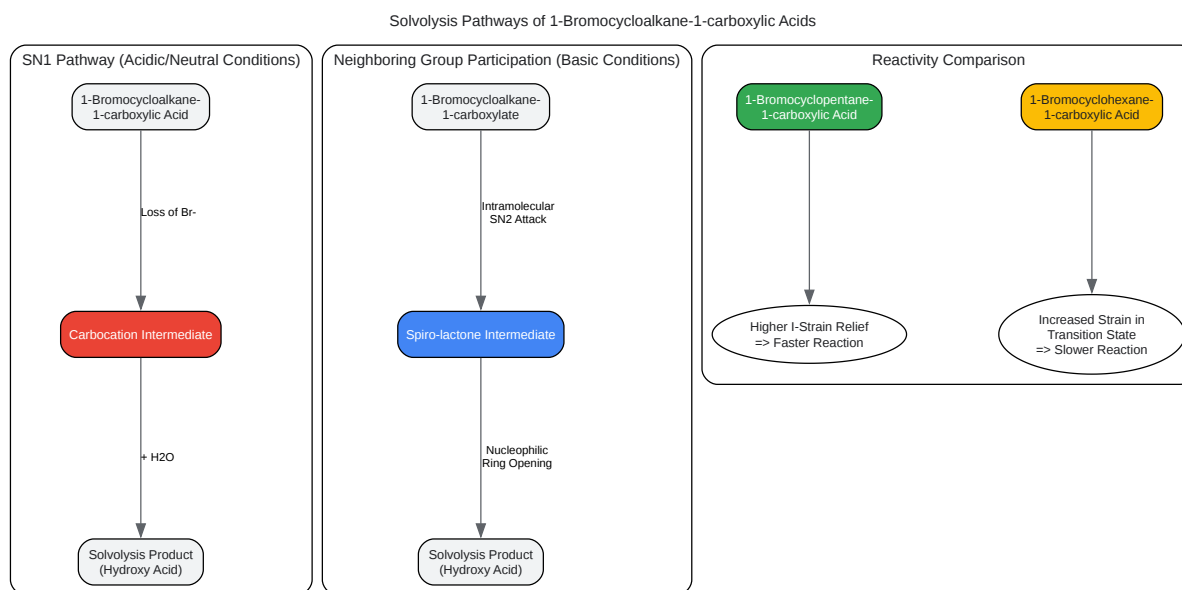 Solvolysis Pathways of 1-Bromocycloalkane-1-carboxylic Acids
SN1 Pathway (Acidic/Neutral Conditions)
1-Bromocycloalkane-
1-carboxylic Acid
Loss of Br-
Carbocation Intermediate
+ H2O
Solvolysis Product
(Hydroxy Acid)
Neighboring Group Participation (Basic Conditions)
1-Bromocycloalkane-
1-carboxylate
Intramolecular
SN2 Attack
Spiro-lactone Intermediate
Nucleophilic
Ring Opening
Solvolysis Product
(Hydroxy Acid)
Reactivity Comparison
1-Bromocyclopentane-
1-carboxylic Acid
Higher I-Strain Relief
=> Faster Reaction
1-Bromocyclohexane-
1-carboxylic Acid
Increased Strain in
Transition State
=> Slower Reaction